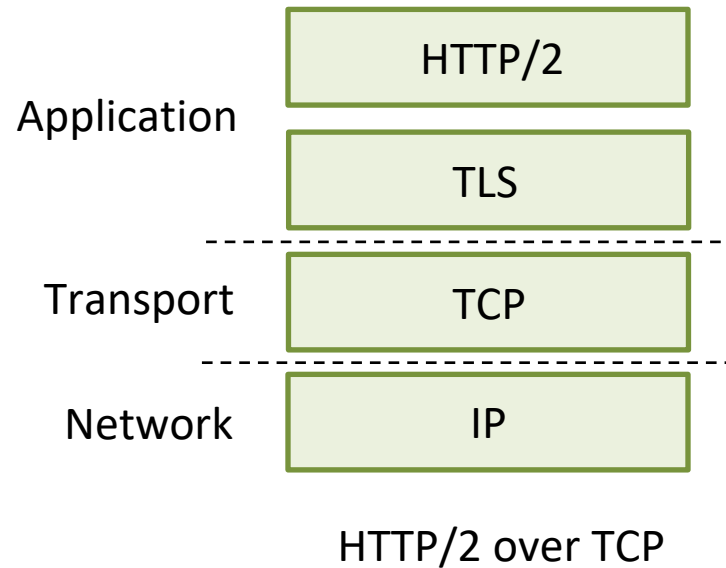 HTTP/2
Application
TLS
Transport
TCP
Network
IP
HTTP/2 over TCP